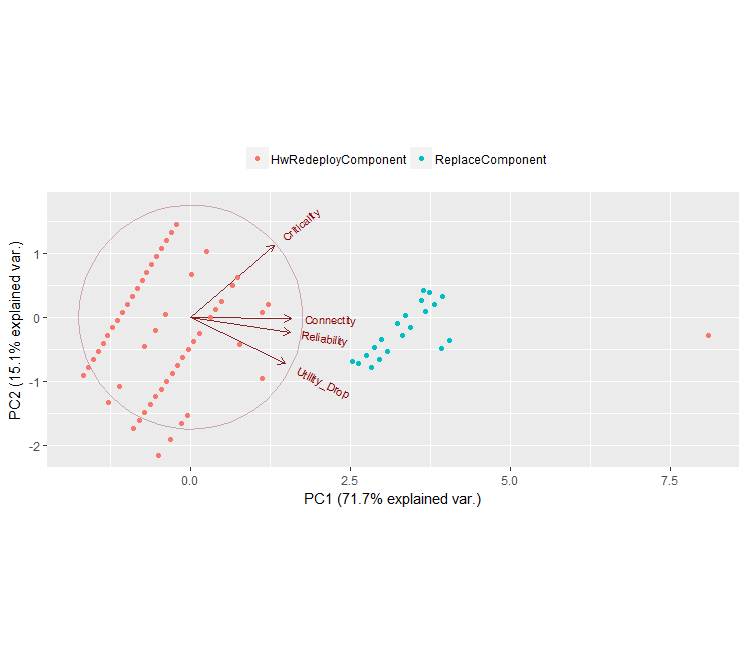 HwRedeployComponent ReplaceComponent
Criticality
Connectity
Reliability
Utility_Drop
PC2 (15.1% explained var.)
1
0
-1
-2
0.0 2.5 5.0 7.5
PC1 (71.7% explained var.)